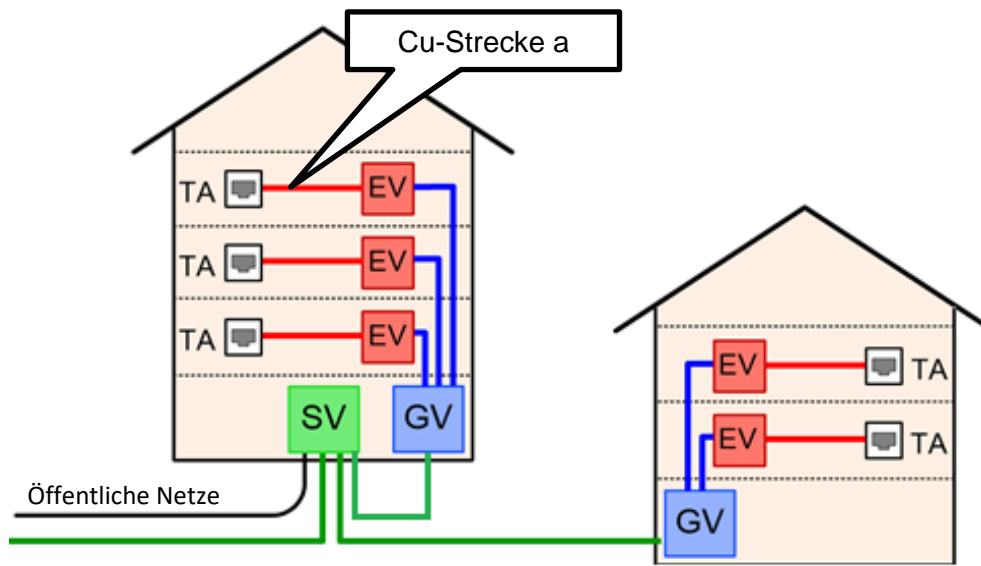 Cu-Strecke a
TA EV
TA EV
TA EV
SV GV
EV TA
EV TA
GV
Öffentliche Netze